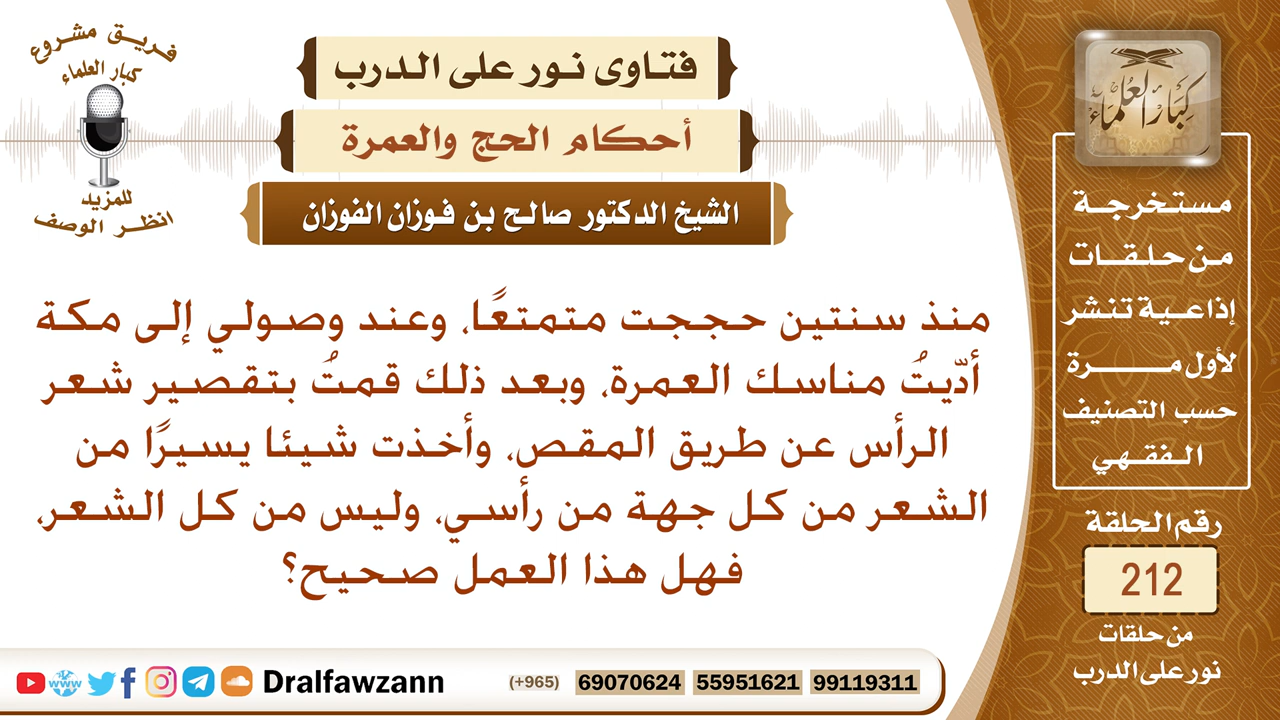 فريق مشروع
كبار العلماء
للمزيد
انظر الوصف
فتاوى نور على الدرب
أحكام الحج والعمرة
الشيخ الدكتور صالح بن فوزان الفوزان
منذ سنتين حججت متمتعًا، وعند وصولي إلى مكة
أدّيتُ مناسك العمرة، وبعد ذلك قمتُ بتقصير شعر
الرأس عن طريق المقص، وأخذت شيئا يسيرًا من
الشعر من كل جهة من رأسي، وليس من كل الشعر،
فهل هذا العمل صحيح؟
كبار العلماء
مستخرجة
من حلقات
إذاعية تنشر
لأول مرة
حسب التصنيف
الفقهي
رقم الحلقة
212
من حلقات
نور على الدرب
www
Dralfawzann
(+965) 69070624 55951621 99119311